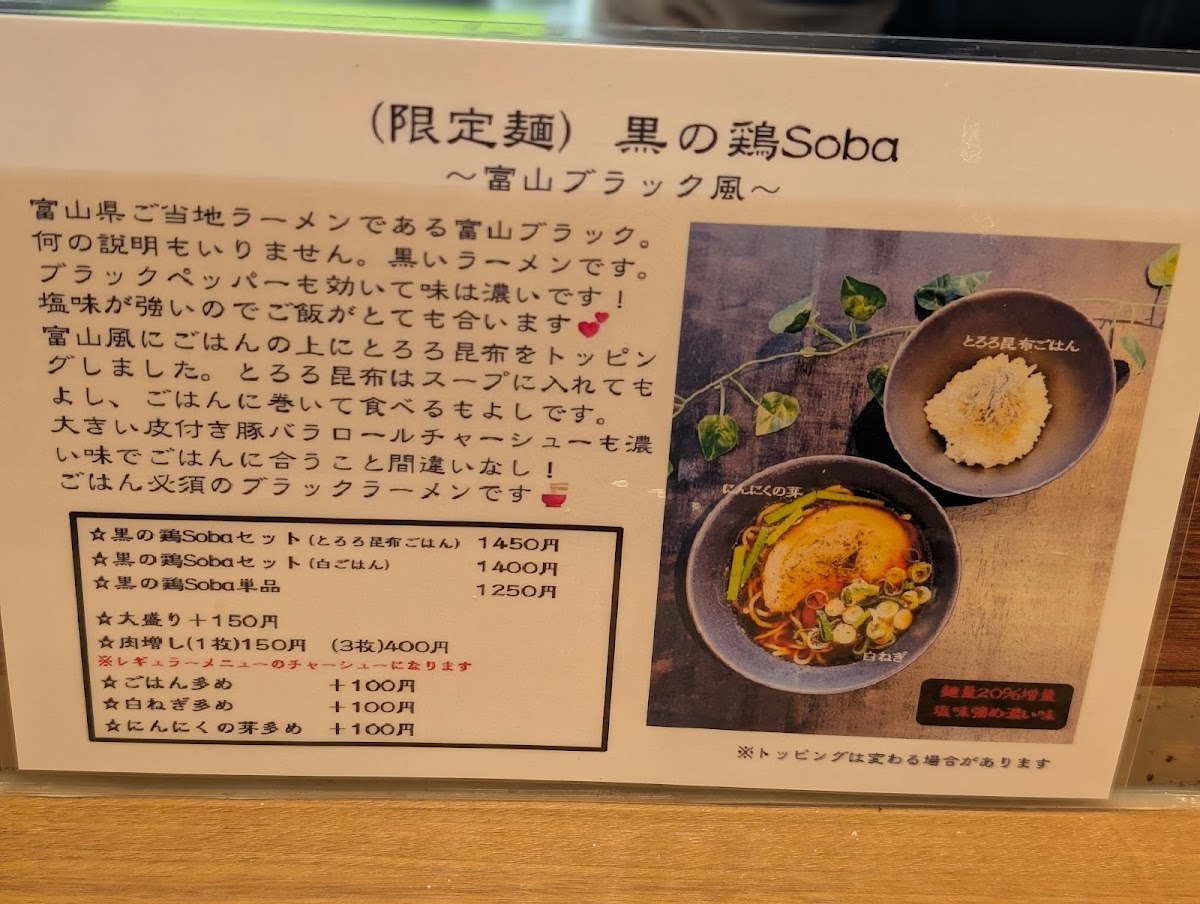 (限定麺) 黒の鶏Soba
～富山ブラック風～
富山県ご当地ラーメンである富山ブラック。
何の説明もいりません。黒いラーメンです。
ブラックペッパーも効いて味は濃いです！
塩味が強いのでご飯がとても合います💕
富山風にごはんの上にとろろ昆布をトッピン
グしました。とろろ昆布はスープに入れても
よし、ごはんに巻いて食べるもよしです。
大きい皮付き豚バラロールチャーシューも濃
い味でごはんに合うこと間違いなし！
ごはん必須のブラックラーメンです🍜
☆黒の鶏Sobaセット(とろろ昆布ごはん) 1450円
☆黒の鶏Sobaセット(白ごはん) 1400円
☆黒の鶏Soba単品 1250円
☆大盛り＋150円
☆肉増し(1枚)150円 (3枚)400円
※レギュラーメニューのチャーシューになります
☆ごはん多め ＋100円
☆白ねぎ多め ＋100円
☆にんにくの芽多め ＋100円
とろろ昆布ごはん
にんにくの芽
白ねぎ
麺量20%増量
塩味強め濃い味
※トッピングは変わる場合があります